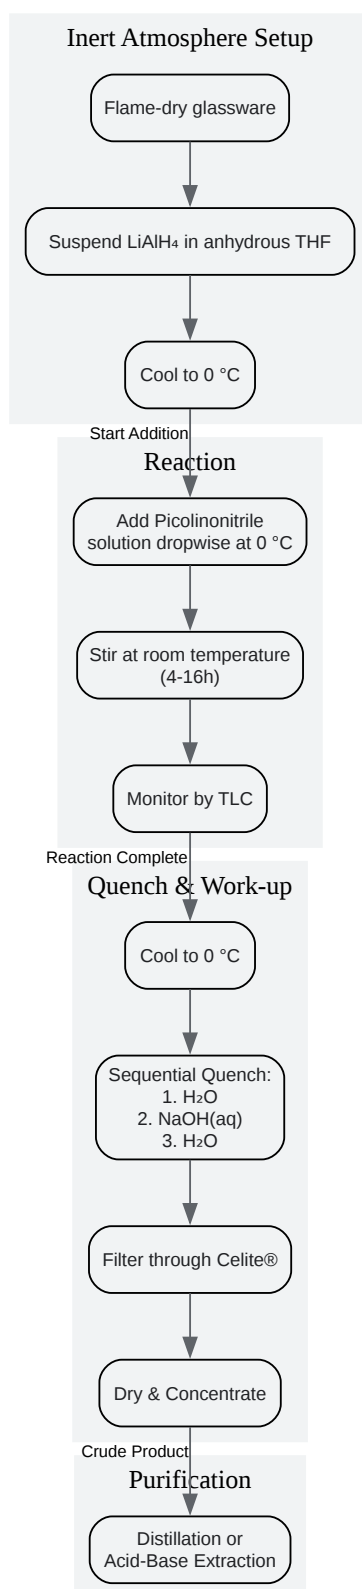 Inert Atmosphere Setup
Flame-dry glassware
Suspend LiAlH₄ in anhydrous THF
Cool to 0 °C
Start Addition
Reaction
Add Picolinonitrile
solution dropwise at 0 °C
Stir at room temperature
(4-16h)
Monitor by TLC
Reaction Complete
Quench & Work-up
Cool to 0 °C
Sequential Quench:
1. H₂O
2. NaOH(aq)
3. H₂O
Filter through Celite®
Dry & Concentrate
Crude Product
Purification
Distillation or
Acid-Base Extraction